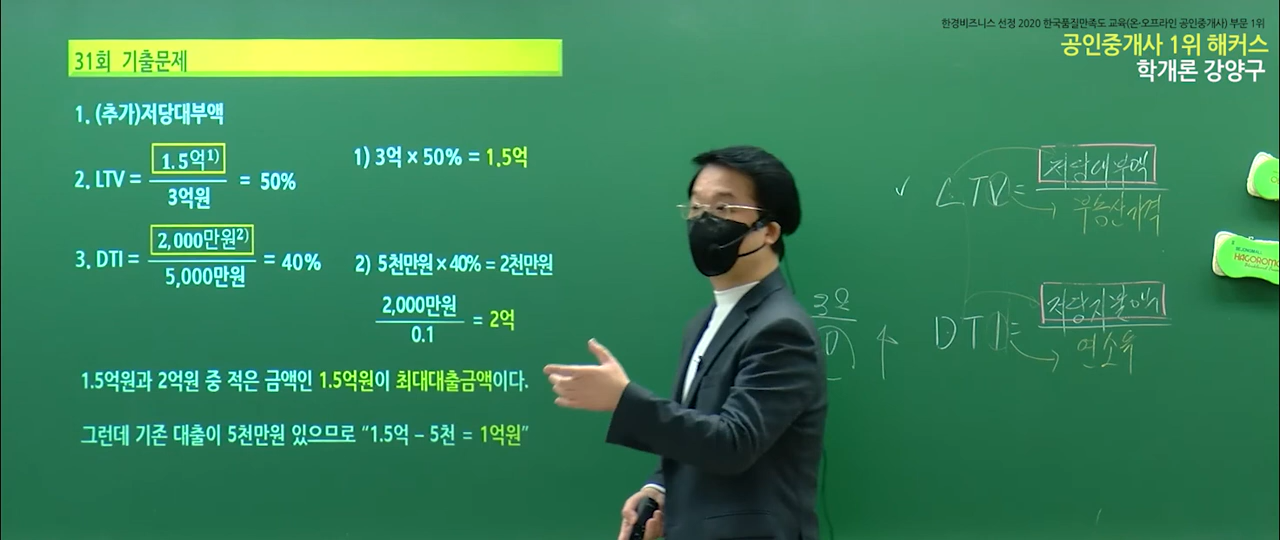 한경비즈니스 선정 2020 한국품질만족도 교육(온·오프라인 공인중개사) 부문 1위
공인중개사 1위 해커스
학개론 강양구
31회 기출문제
1. (추가)저당대부액
2. LTV = 1.5억1) / 3억원 = 50%
1) 3억 × 50% = 1.5억
3. DTI = 2,000만원2) / 5,000만원 = 40%
2) 5천만원×40% = 2천만원
2,000만원 / 0.1 = 2억
1.5억원과 2억원 중 적은 금액인 1.5억원이 최대대출금액이다.
그런데 기존 대출이 5천만원 있으므로 “1.5억 – 5천 = 1억원”
LTV = 저당대부액 / 부동산가격
DTI = 저당지불액 / 연소득
HAGOROMO